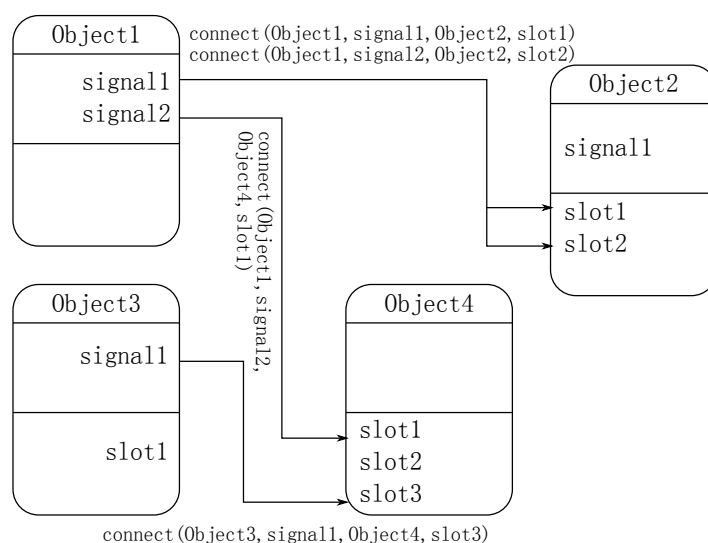 Object1
signal1
signal2
connect(Object1,signal1,Object2,slot1)
connect(Object1,signal2,Object2,slot2)
Object2
signal1
slot1
slot2
connect(Object1,signal2,
Object4,slot1)
Object3
signal1
slot1
Object4
slot1
slot2
slot3
connect(Object3,signal1,Object4,slot3)